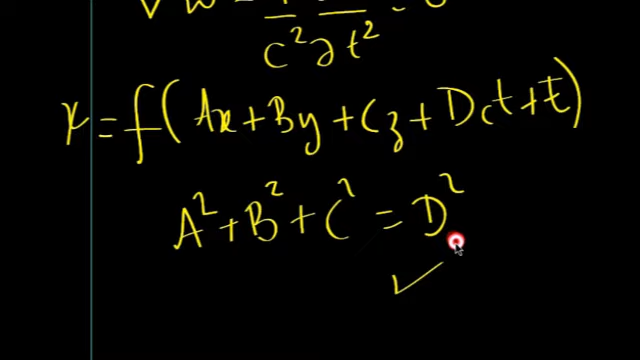 c² ∂t²
x = f(Ax + By + Cz + Dct + t)
A² + B² + C² = D²